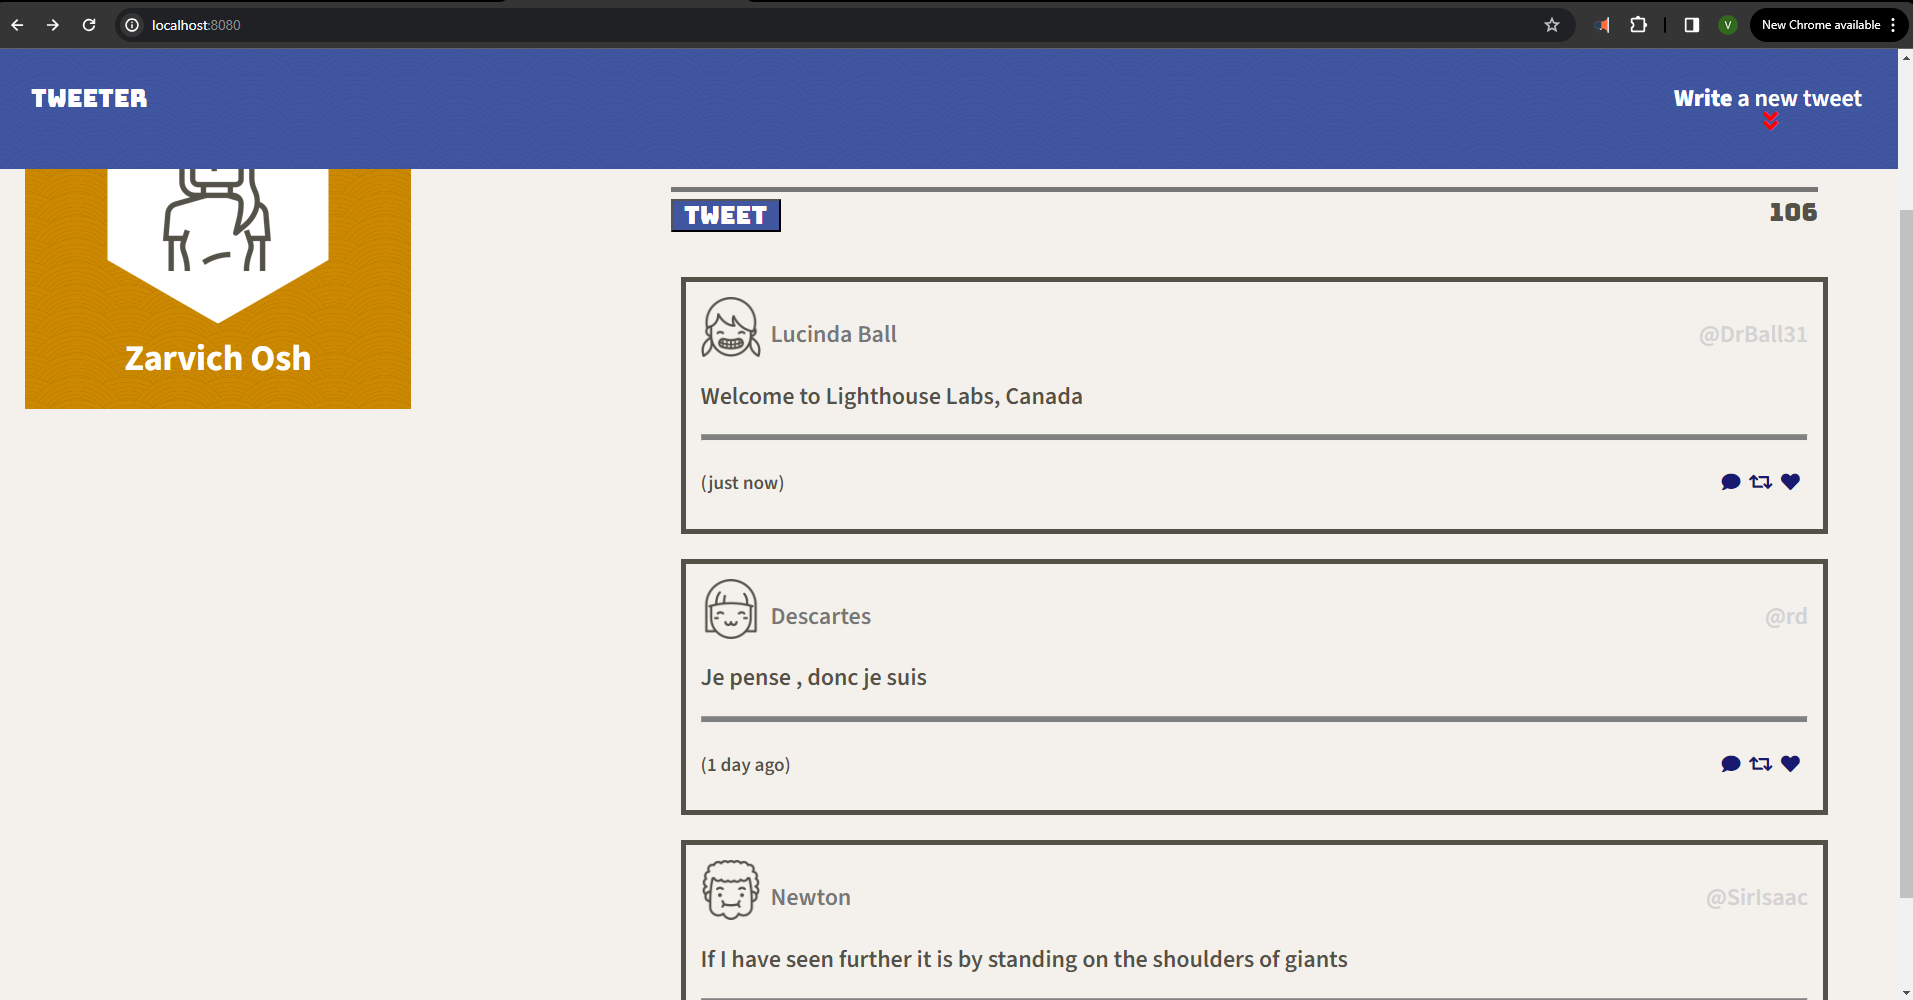 localhost:8080
V
New Chrome available
TWEETER
Write a new tweet
Zarvich Osh
TWEET
106
Lucinda Ball
@DrBall31
Welcome to Lighthouse Labs, Canada
(just now)
Descartes
@rd
Je pense , donc je suis
(1 day ago)
Newton
@SirIsaac
If I have seen further it is by standing on the shoulders of giants